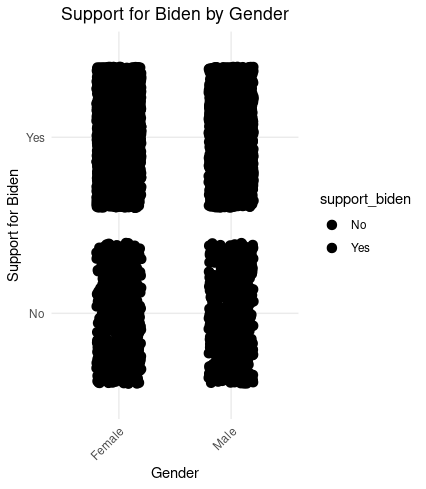 Support for Biden by Gender
Support for Biden
Yes
No
Female
Male
Gender
support_biden
No
Yes